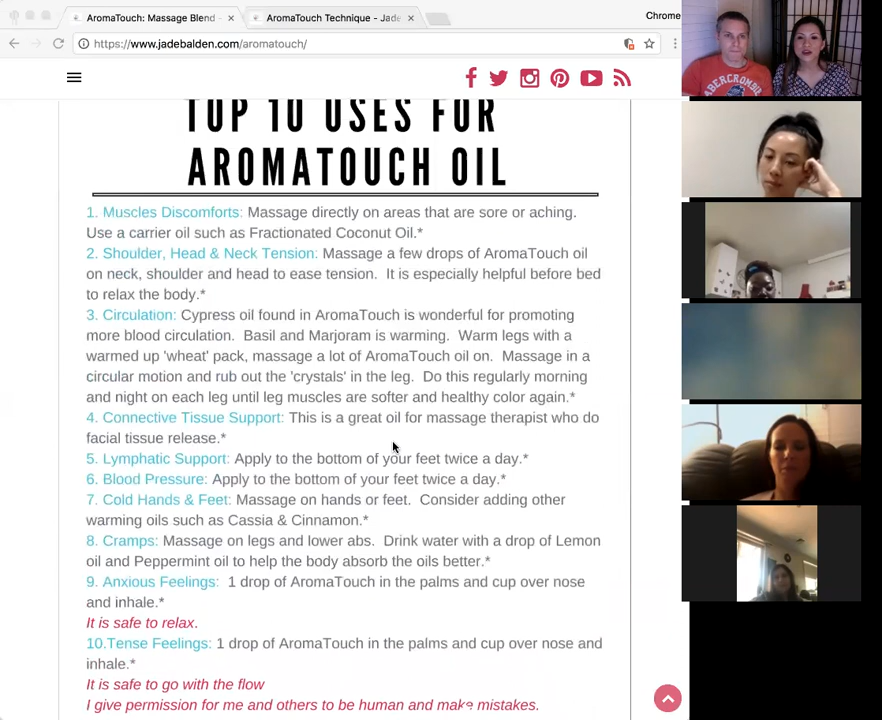 AromaTouch: Massage Blend -
AromaTouch Technique - Jade
Chrome
https://www.jadebalden.com/aromatouch/
TOP 10 USES FOR
AROMATOUCH OIL
1. Muscles Discomforts: Massage directly on areas that are sore or aching.
Use a carrier oil such as Fractionated Coconut Oil.*
2. Shoulder, Head & Neck Tension: Massage a few drops of AromaTouch oil
on neck, shoulder and head to ease tension. It is especially helpful before bed
to relax the body.*
3. Circulation: Cypress oil found in AromaTouch is wonderful for promoting
more blood circulation. Basil and Marjoram is warming. Warm legs with a
warmed up 'wheat' pack, massage a lot of AromaTouch oil on. Massage in a
circular motion and rub out the 'crystals' in the leg. Do this regularly morning
and night on each leg until leg muscles are softer and healthy color again.*
4. Connective Tissue Support: This is a great oil for massage therapist who do
facial tissue release.*
5. Lymphatic Support: Apply to the bottom of your feet twice a day.*
6. Blood Pressure: Apply to the bottom of your feet twice a day.*
7. Cold Hands & Feet: Massage on hands or feet. Consider adding other
warming oils such as Cassia & Cinnamon.*
8. Cramps: Massage on legs and lower abs. Drink water with a drop of Lemon
oil and Peppermint oil to help the body absorb the oils better.*
9. Anxious Feelings: 1 drop of AromaTouch in the palms and cup over nose
and inhale.*
It is safe to relax.
10.Tense Feelings: 1 drop of AromaTouch in the palms and cup over nose and
inhale.*
It is safe to go with the flow
I give permission for me and others to be human and make mistakes.